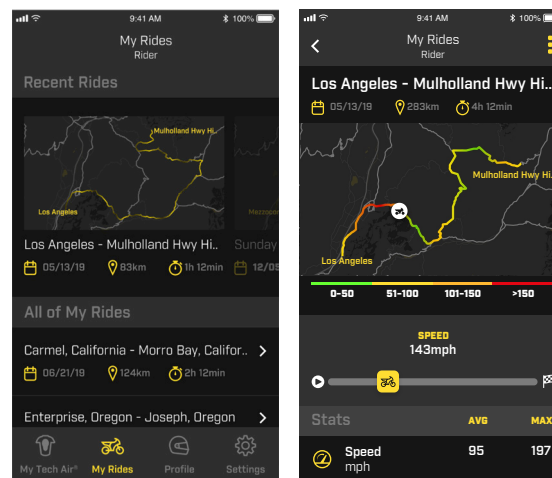 9:41 AM
100%
My Rides
Rider
Recent Rides
Mulholland Hwy Hi..
Los Angeles
Los Angeles - Mulholland Hwy Hi..
Sunday
05/13/19
83km
1h 12min
All of My Rides
Carmel, California - Morro Bay, Califor..
06/21/19
124km
2h 12min
Enterprise, Oregon - Joseph, Oregon
My Tech Air®
My Rides
Profile
Settings
9:41 AM
100%
My Rides
Rider
Los Angeles - Mulholland Hwy Hi..
05/13/19
283km
4h 12min
Mulholland Hwy Hi..
Los Angeles
0-50
51-100
101-150
>150
SPEED
143mph
Stats
AVG
MAX
Speed
95
197
mph